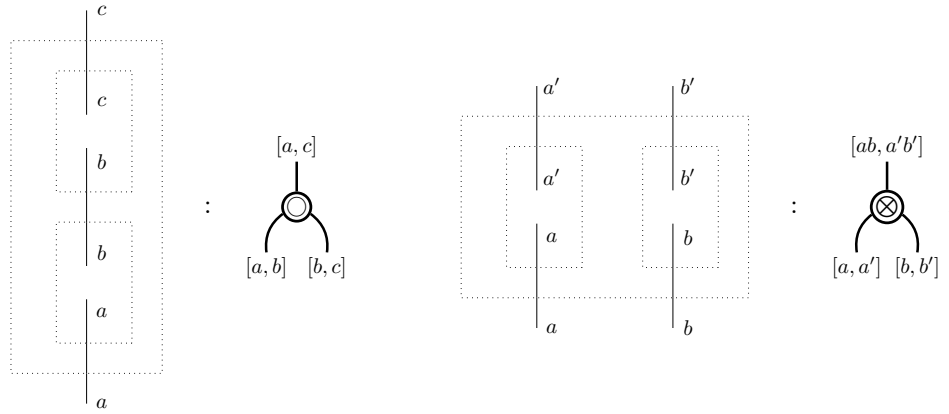 c
c
b
b
a
a
:
[a, c]
[a, b] [b, c]
a′ b′
a′ b′
a b
a b
:
[ab, a′b′]
⊗
[a, a′] [b, b′]